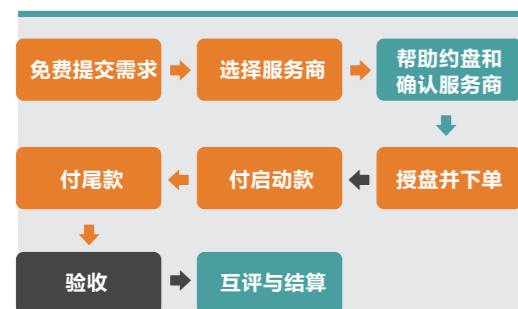 免费提交需求
选择服务商
帮助约盘和
确认服务商
授盘并下单
付启动款
付尾款
验收
互评与结算